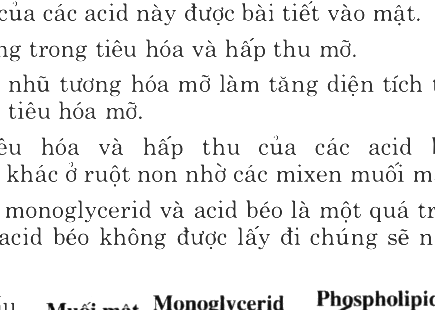 của các acid này được bài tiết vào mật.
ng trong tiêu hóa và hấp thu mỡ.
nhũ tương hóa mỡ làm tăng diện tích
tiêu hóa mỡ.
hóa và hấp thu của các acid
khác ở ruột non nhờ các mixen muối
monoglycerid và acid béo là một quá
acid béo không được lấy đi chúng sẽ
Muối mật Monoglycerid Phospholipid